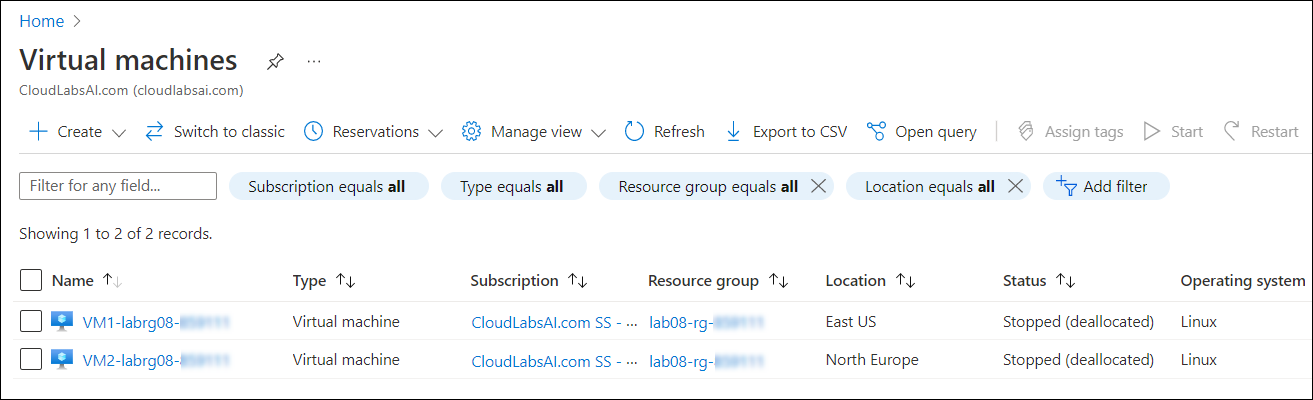 Home >
Virtual machines ...
CloudLabsAI.com (cloudlabsai.com)
Create Switch to classic Reservations Manage view Refresh Export to CSV Open query Assign tags Start Restart
Filter for any field... Subscription equals all Type equals all Resource group equals all Location equals all Add filter
Showing 1 to 2 of 2 records.
Name Type Subscription Resource group Location Status Operating system
VM1-labrg08- Virtual machine CloudLabsAI.com SS - ... lab08-rg- East US Stopped (deallocated) Linux
VM2-labrg08- Virtual machine CloudLabsAI.com SS - ... lab08-rg- North Europe Stopped (deallocated) Linux